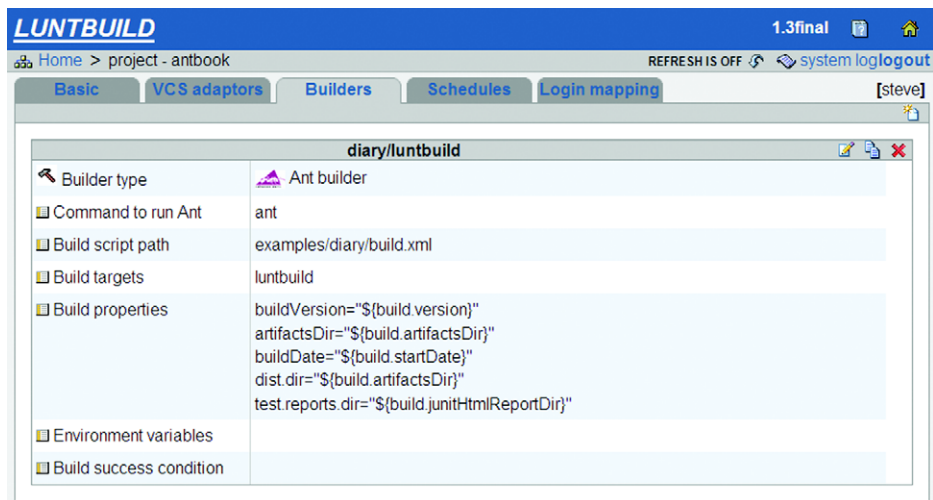 LUNTBUILD 1.3final
Home > project - antbook REFRESH IS OFF system loglogout
Basic VCS adaptors Builders Schedules Login mapping [steve]
diary/luntbuild
Builder type Ant builder
Command to run Ant ant
Build script path examples/diary/build.xml
Build targets luntbuild
Build properties buildVersion="${build.version}"
artifactsDir="${build.artifactsDir}"
buildDate="${build.startDate}"
dist.dir="${build.artifactsDir}"
test.reports.dir="${build.junitHtmlReportDir}"
Environment variables
Build success condition